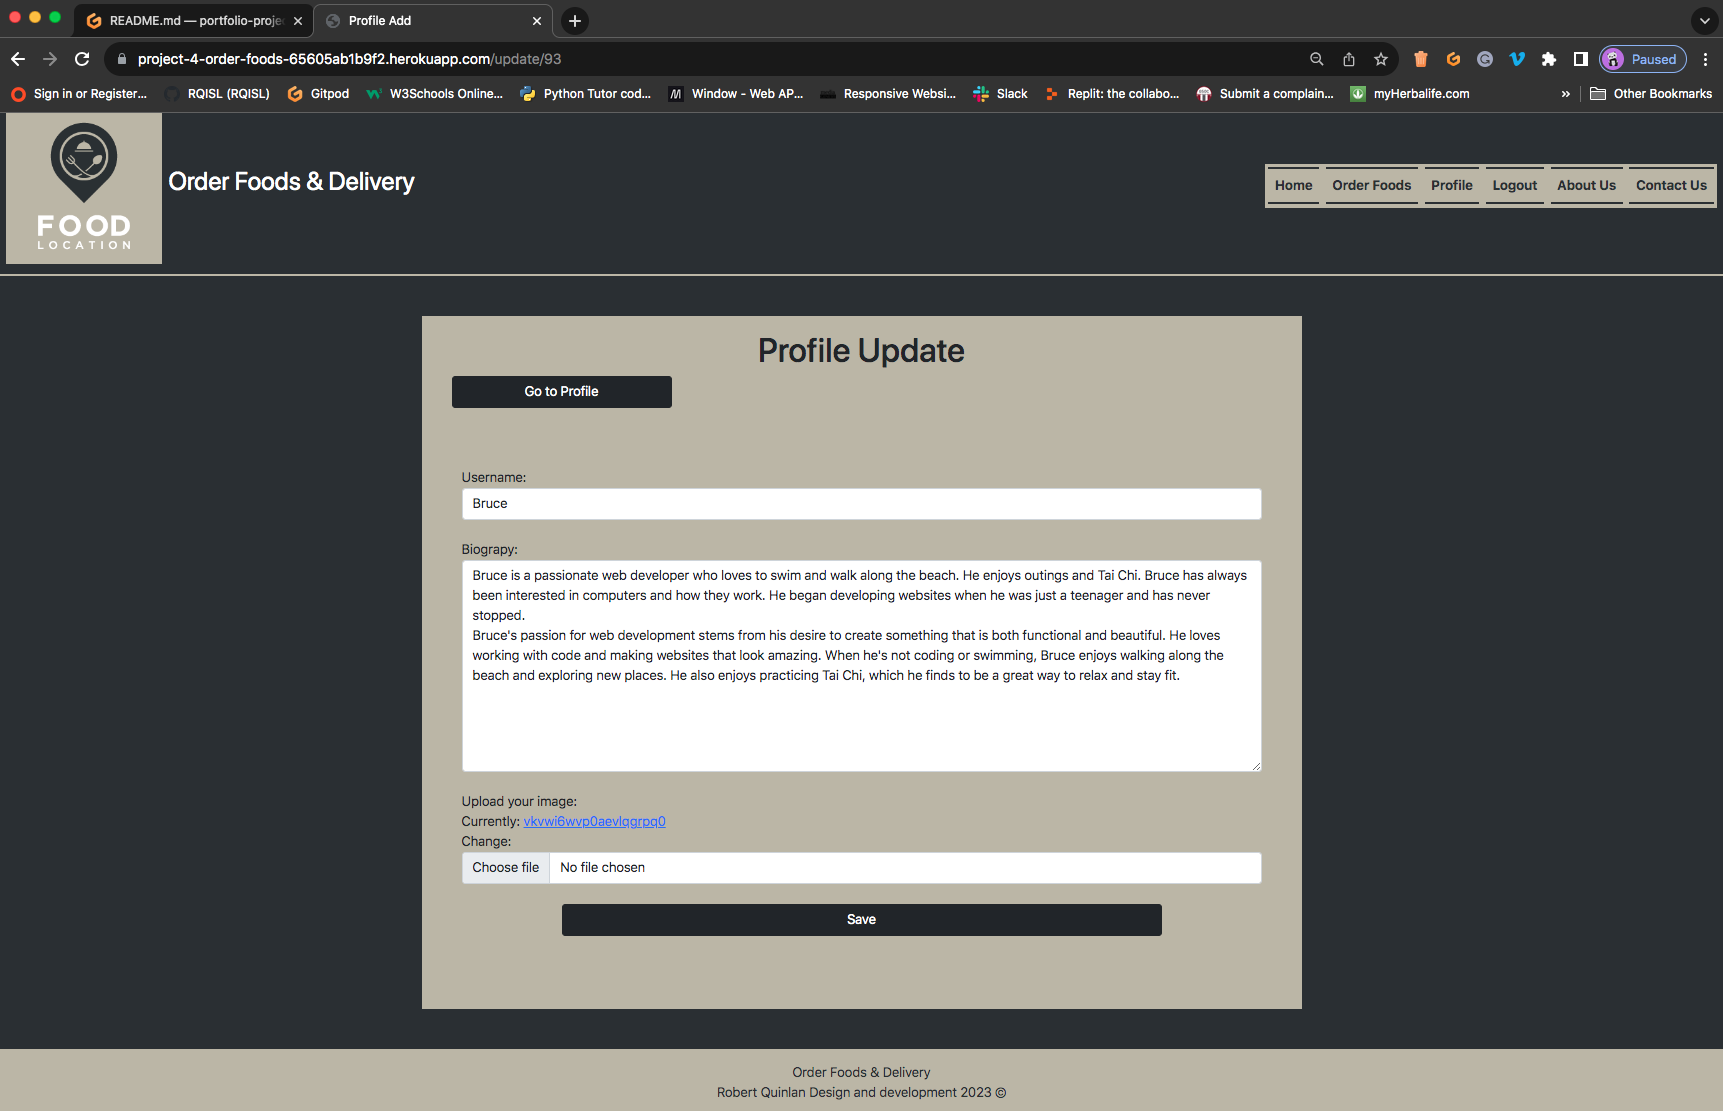 README.md — portfolio-proje
Profile Add
project-4-order-foods-65605ab1b9f2.herokuapp.com/update/93
Paused
Sign in or Register...
RQISL (RQISL)
Gitpod
W3Schools Online...
Python Tutor cod...
Window - Web AP...
Responsive Websi...
Slack
Replit: the collabo...
Submit a complain...
myHerbalife.com
»
Other Bookmarks
FOOD
LOCATION
Order Foods & Delivery
Home
Order Foods
Profile
Logout
About Us
Contact Us
Profile Update
Go to Profile
Username:
Bruce
Biograpy:
Bruce is a passionate web developer who loves to swim and walk along the beach. He enjoys outings and Tai Chi. Bruce has always
been interested in computers and how they work. He began developing websites when he was just a teenager and has never
stopped.
Bruce's passion for web development stems from his desire to create something that is both functional and beautiful. He loves
working with code and making websites that look amazing. When he's not coding or swimming, Bruce enjoys walking along the
beach and exploring new places. He also enjoys practicing Tai Chi, which he finds to be a great way to relax and stay fit.
Upload your image:
Currently: vkvwi6wvp0aevlqgrpq0
Change:
Choose file No file chosen
Save
Order Foods & Delivery
Robert Quinlan Design and development 2023 ©